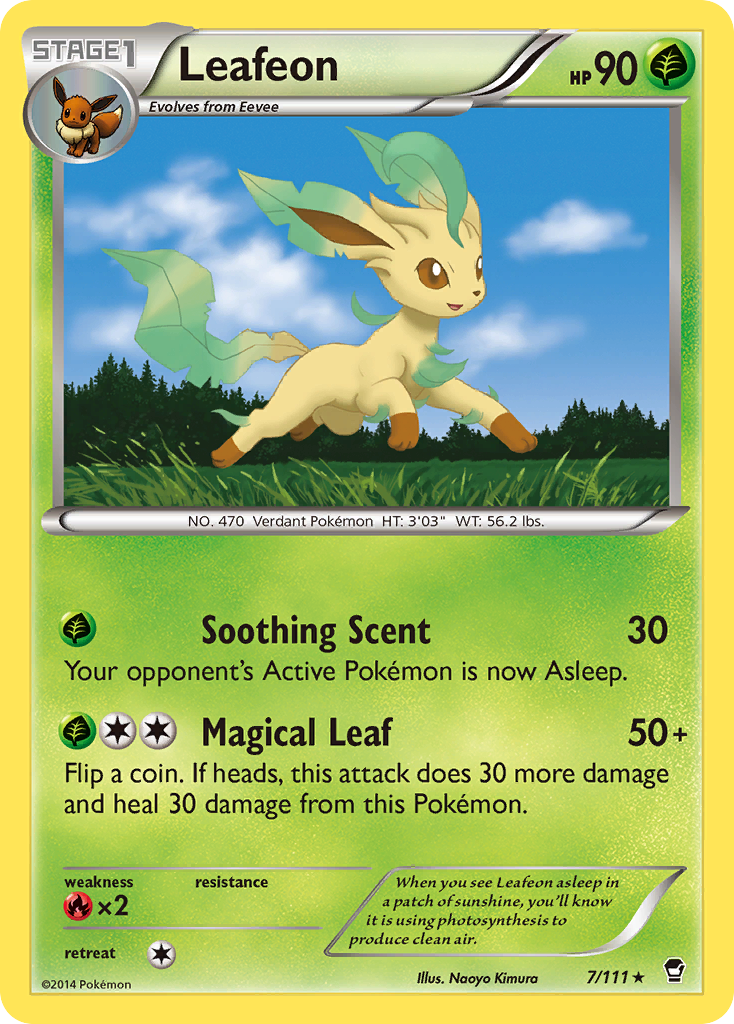 STAGE1
Leafeon
HP 90
Evolves from Eevee
NO. 470 Verdant Pokémon HT: 3'03" WT: 56.2 lbs.
Soothing Scent 30
Your opponent's Active Pokémon is now Asleep.
Magical Leaf 50+
Flip a coin. If heads, this attack does 30 more damage
and heal 30 damage from this Pokémon.
weakness resistance
×2
retreat
When you see Leafeon asleep in
a patch of sunshine, you'll know
it is using photosynthesis to
produce clean air.
©2014 Pokémon
Illus. Naoyo Kimura
7/111 ★